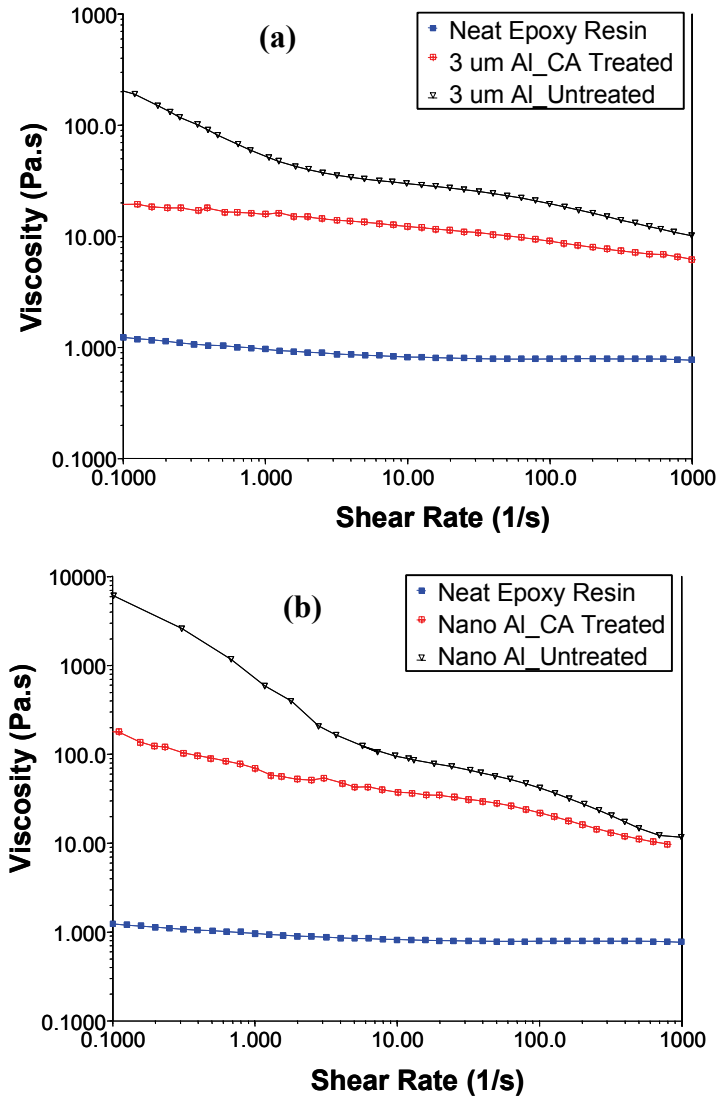 (a)
Neat Epoxy Resin
3 um Al_CA Treated
3 um Al_Untreated
1000
100.0
10.00
1.000
0.1000
Viscosity (Pa.s)
0.1000 1.000 10.00 100.0 1000
Shear Rate (1/s)
(b)
Neat Epoxy Resin
Nano Al_CA Treated
Nano Al_Untreated
10000
1000
100.0
10.00
1.000
0.1000
Viscosity (Pa.s)
0.1000 1.000 10.00 100.0 1000
Shear Rate (1/s)